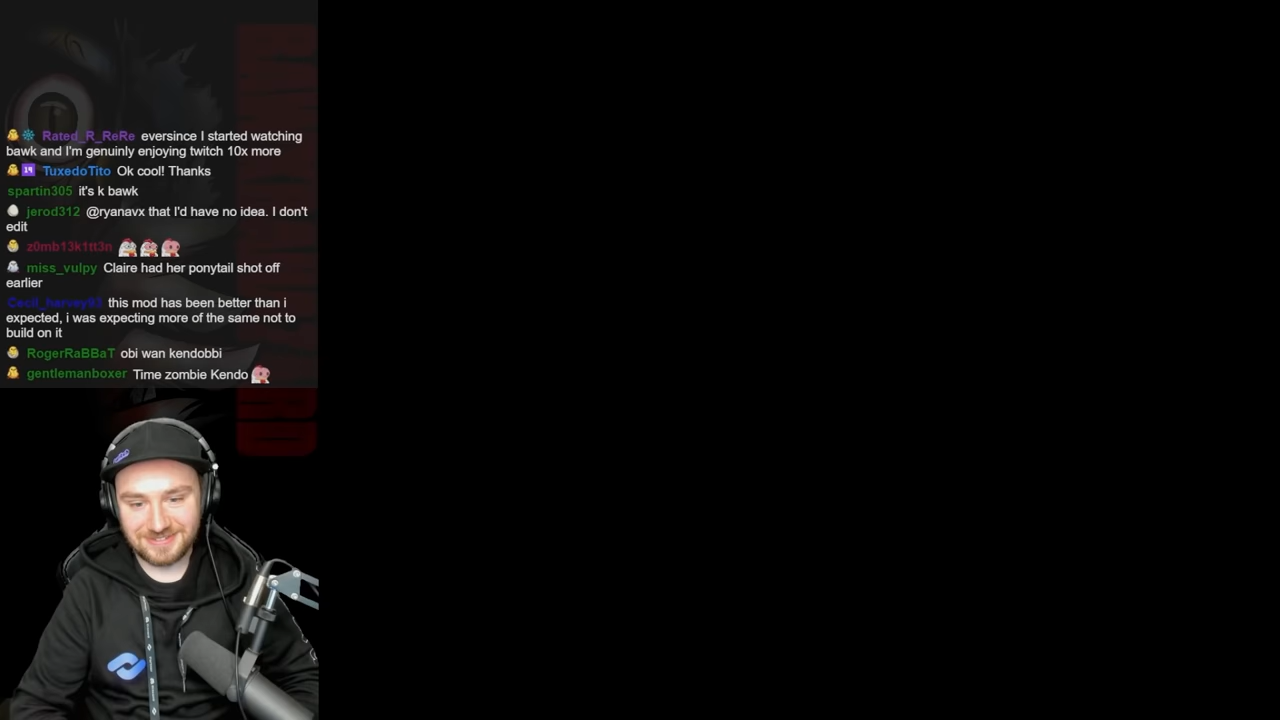 Rated_R_ReRe eversince I started watching
bawk and I'm genuinly enjoying twitch 10x more
19 TuxedoTito Ok cool! Thanks
spartin305 it's k bawk
jerod312 @ryanavx that I'd have no idea. I don't
edit
z0mb13k1tt3n
miss_vulpy Claire had her ponytail shot off
earlier
Cecil_harvey93 this mod has been better than i
expected, i was expecting more of the same not to
build on it
RogerRaBBaT obi wan kendobbi
gentlemanboxer Time zombie Kendo